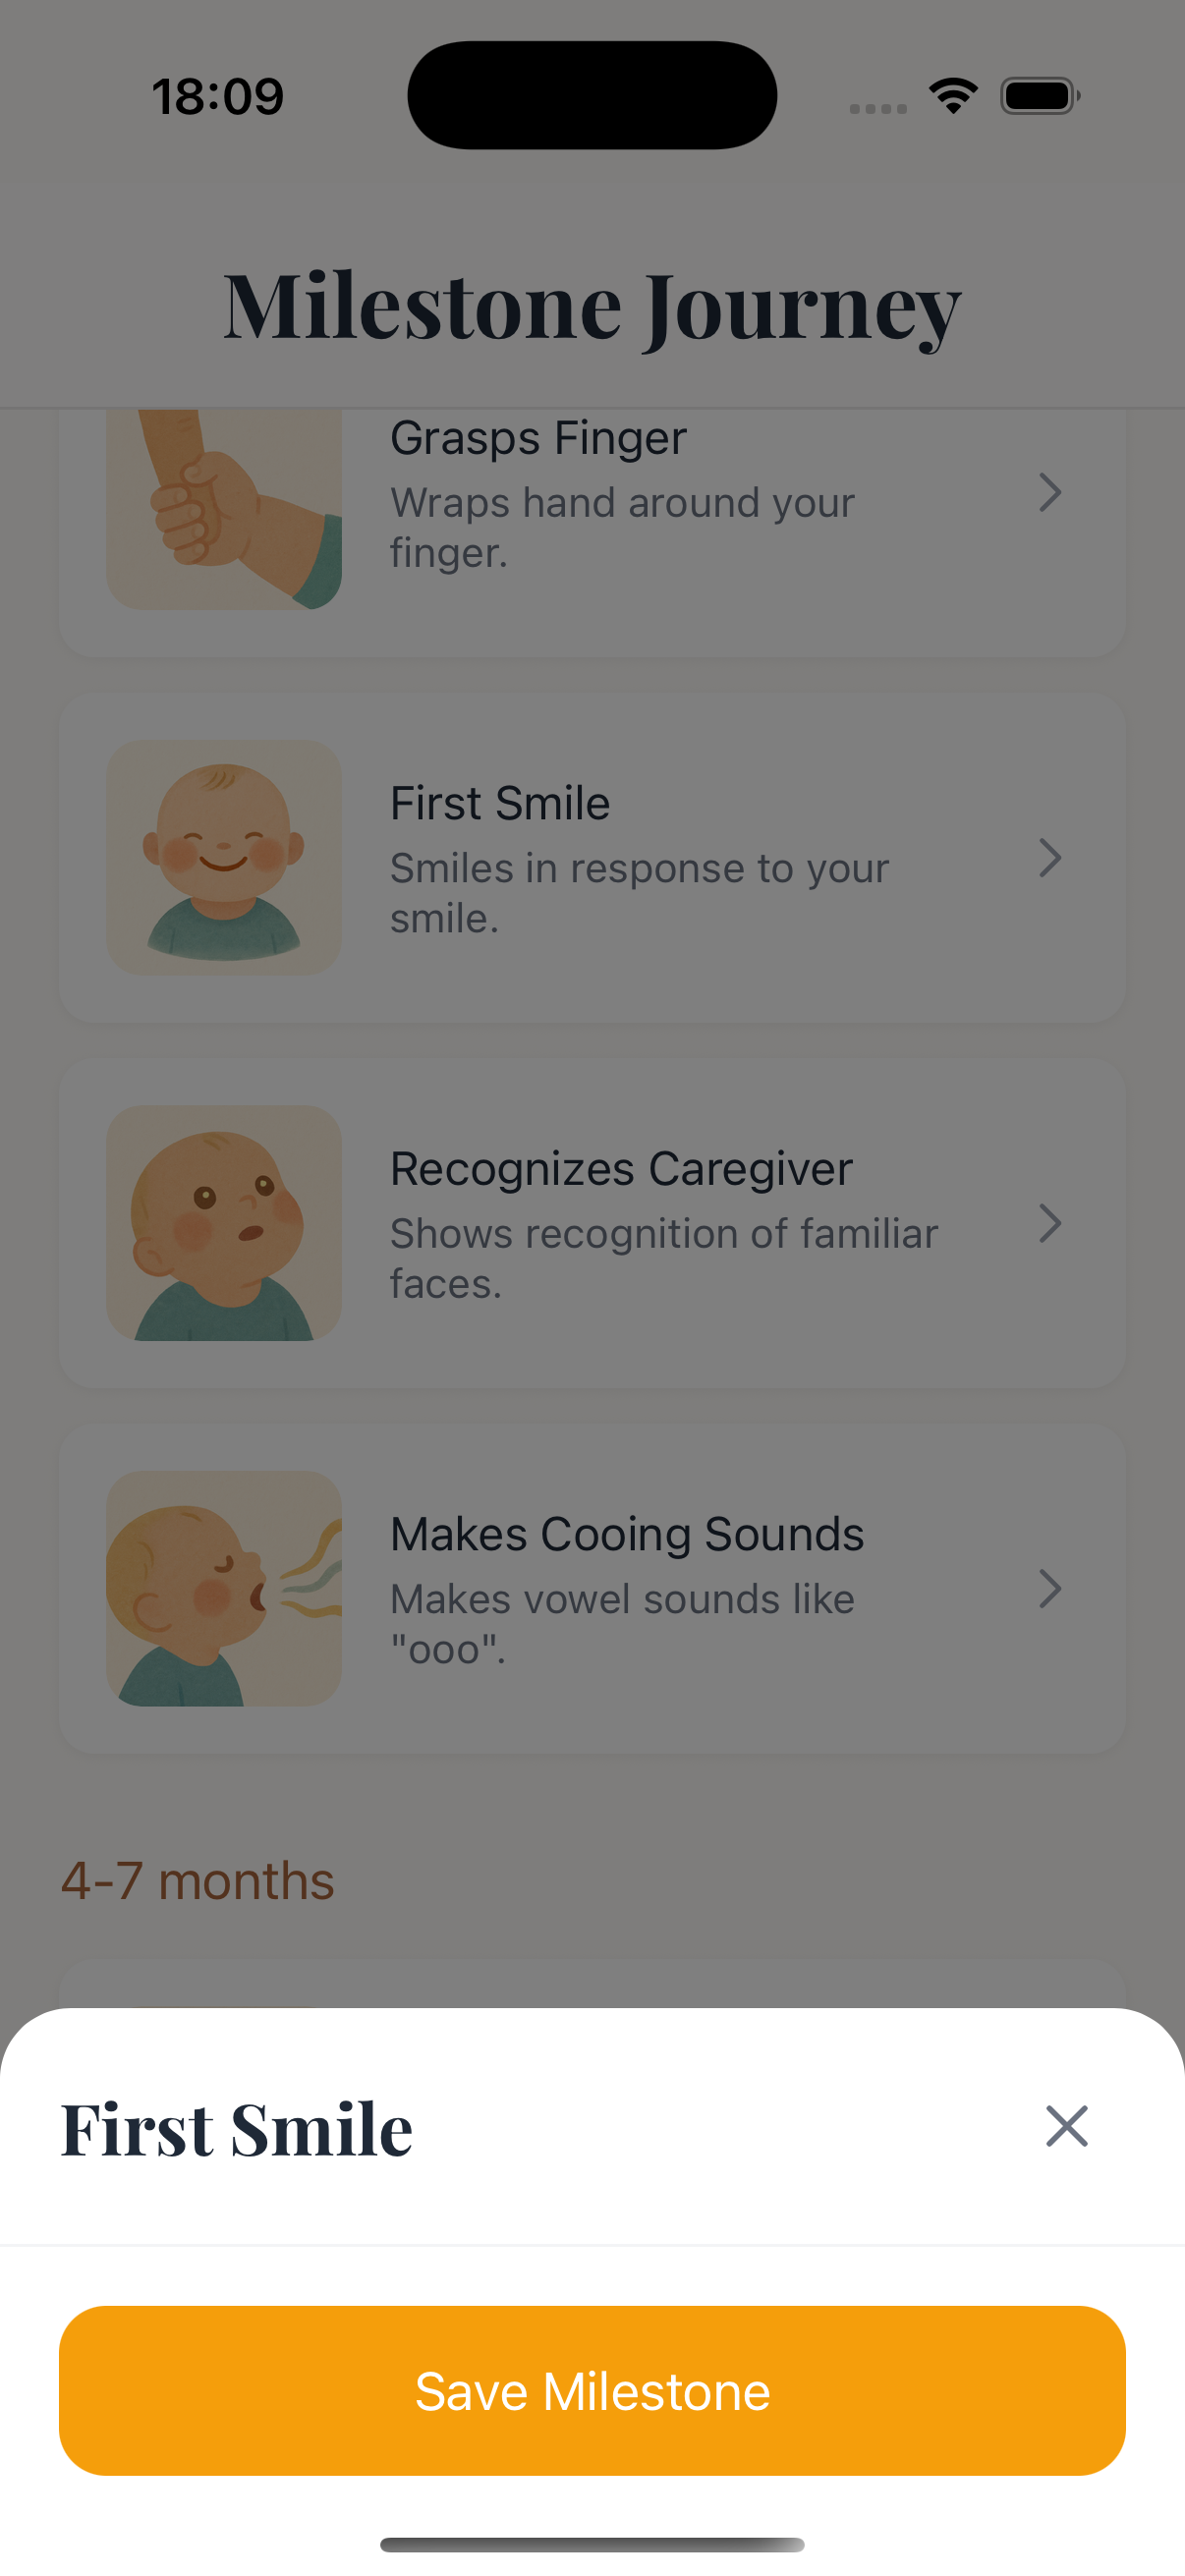 18:09
Milestone Journey
Grasps Finger
Wraps hand around your
finger.
First Smile
Smiles in response to your
smile.
Recognizes Caregiver
Shows recognition of familiar
faces.
Makes Cooing Sounds
Makes vowel sounds like
"ooo".
4-7 months
First Smile
Save Milestone